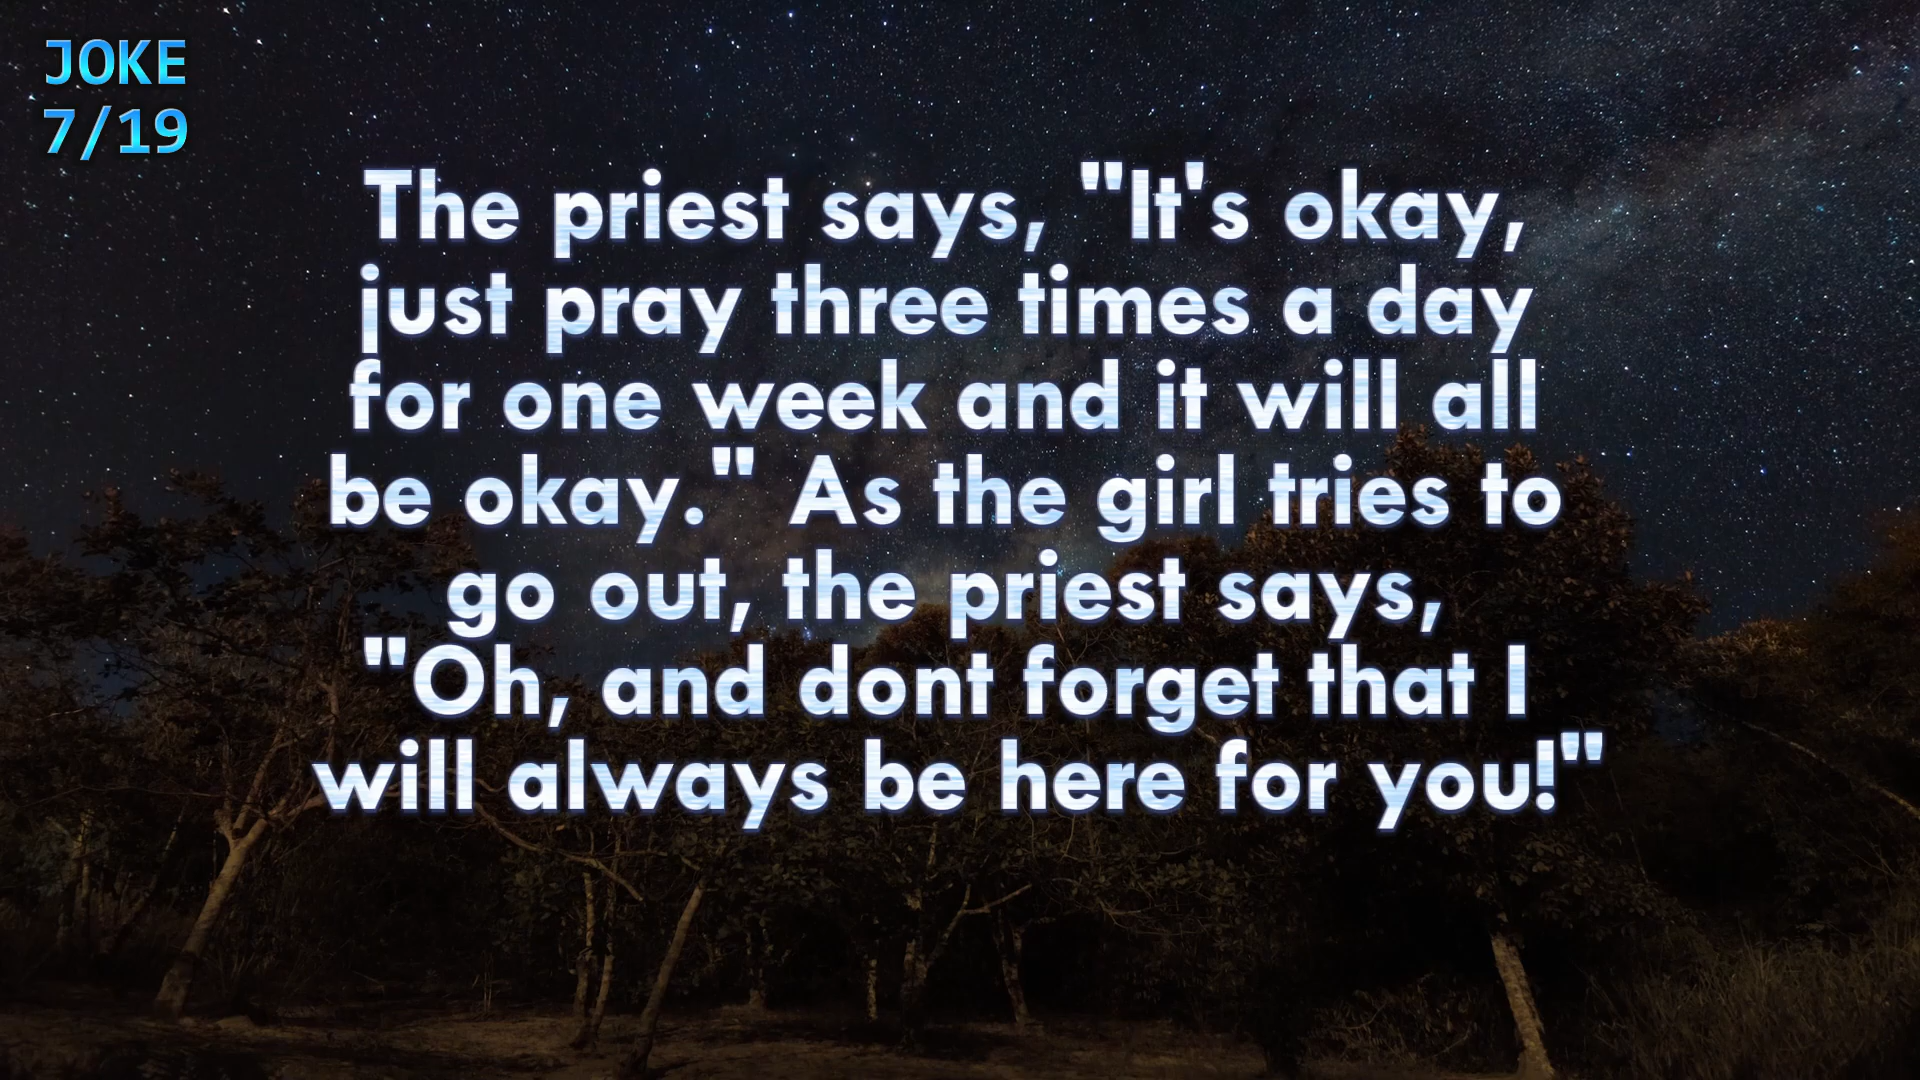 JOKE
7/19
The priest says, "It's okay,
just pray three times a day
for one week and it will all
be okay." As the girl tries to
go out, the priest says,
"Oh, and dont forget that I
will always be here for you!"